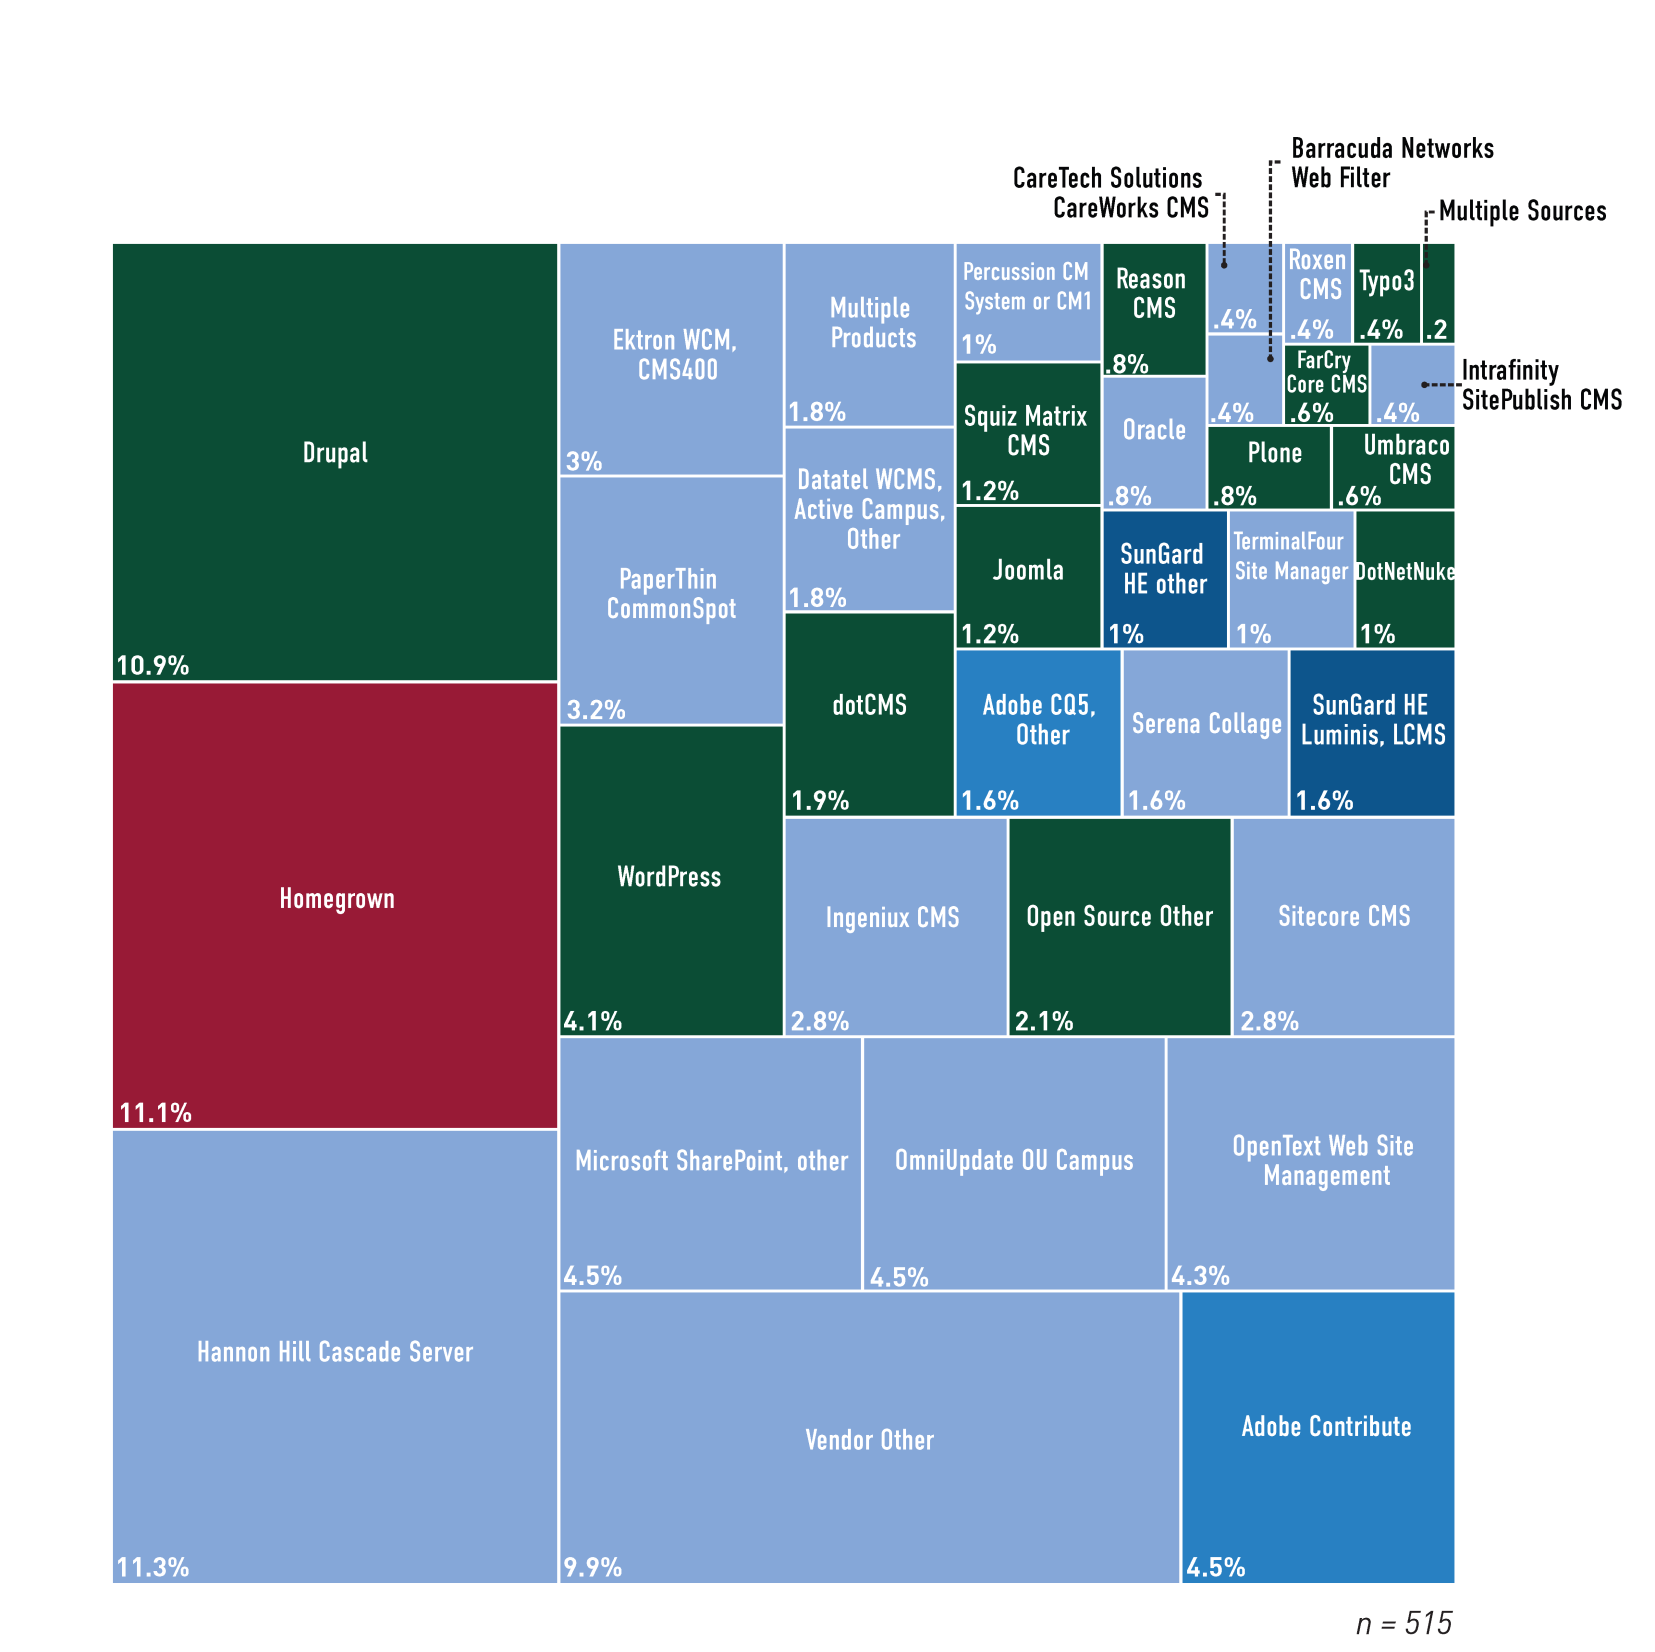 Barracuda Networks
Web Filter
CareTech Solutions
CareWorks CMS
Multiple Sources
Drupal
10.9%
Homegrown
11.1%
Hannon Hill Cascade Server
11.3%
Ektron WCM,
CMS400
3%
PaperThin
CommonSpot
3.2%
WordPress
4.1%
Multiple
Products
1.8%
Datatel WCMS,
Active Campus,
Other
1.8%
dotCMS
1.9%
Percussion CM
System or CM1
1%
Squiz Matrix
CMS
1.2%
Joomla
1.2%
Reason
CMS
.8%
Oracle
.8%
.4%
.4%
Roxen
CMS
.4%
Typo3
.4%
.2
FarCry
Core CMS
.6%
.4%
Intrafinity
SitePublish CMS
Plone
.8%
Umbraco
CMS
.6%
SunGard
HE other
1%
TerminalFour
Site Manager
1%
DotNetNuke
1%
Adobe CQ5,
Other
1.6%
Serena Collage
1.6%
SunGard HE
Luminis, LCMS
1.6%
Ingeniux CMS
2.8%
Open Source Other
2.1%
Sitecore CMS
2.8%
Microsoft SharePoint, other
4.5%
OmniUpdate OU Campus
4.5%
OpenText Web Site
Management
4.3%
Vendor Other
9.9%
Adobe Contribute
4.5%
n = 515